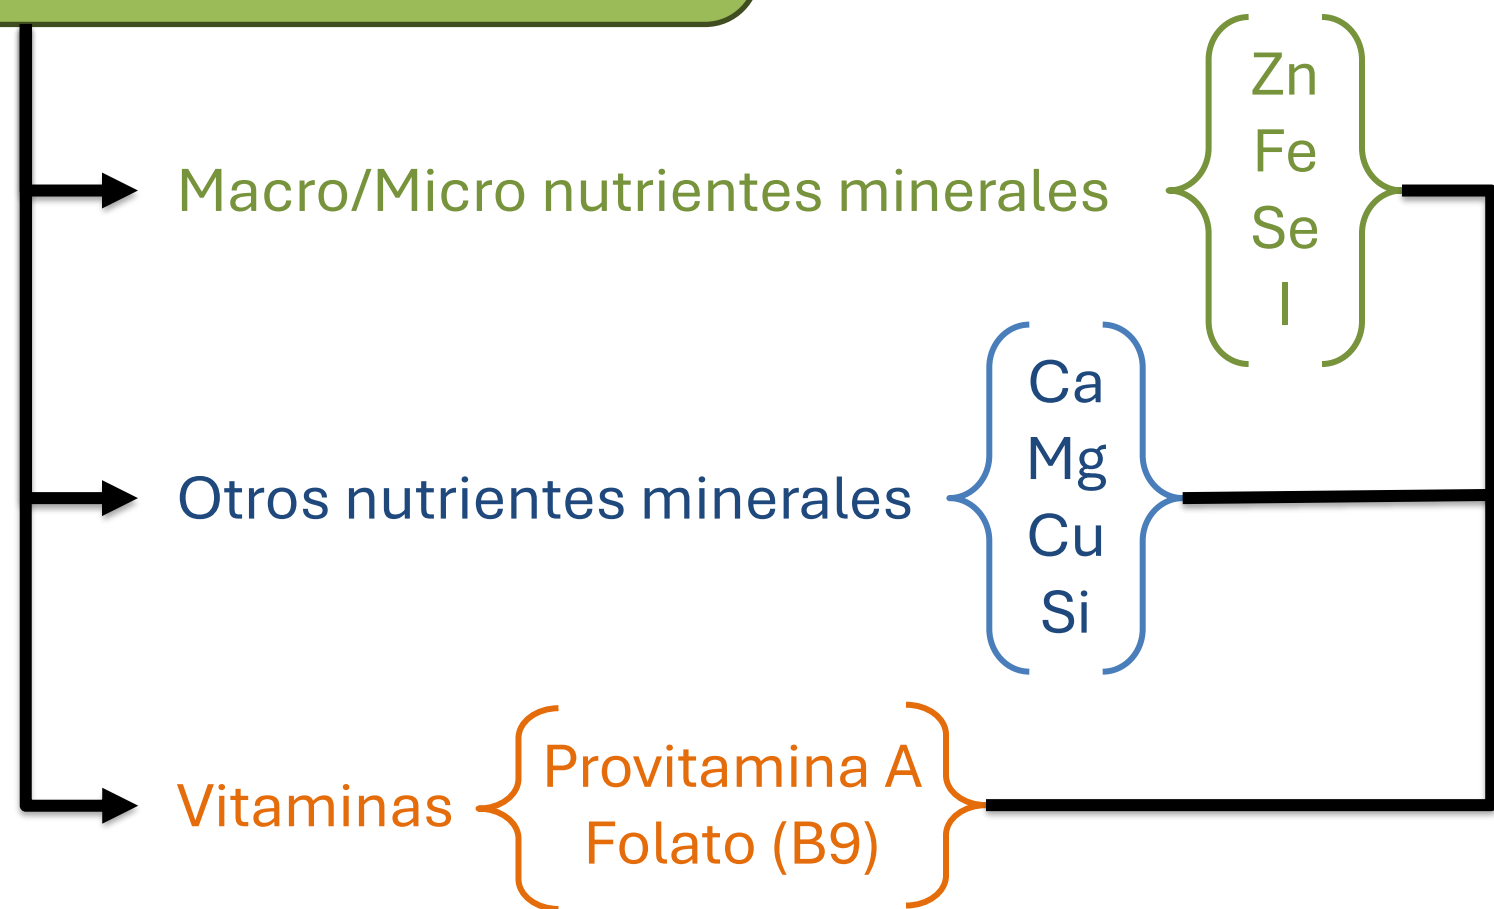 Macro/Micro nutrientes minerales
Zn
Fe
Se
I
Otros nutrientes minerales
Ca
Mg
Cu
Si
Vitaminas
Provitamina A
Folato (B9)